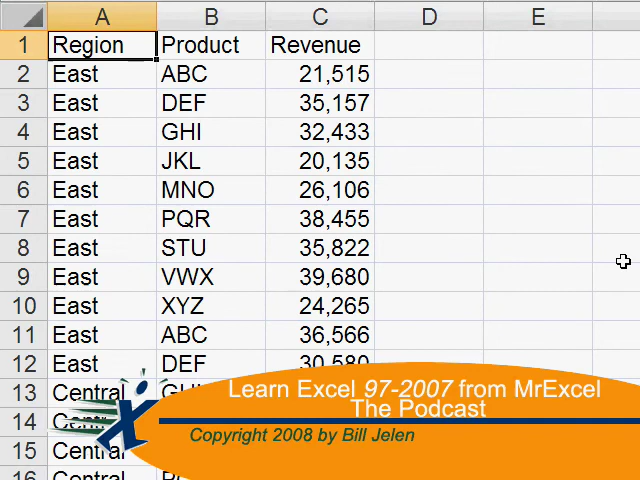 A B C D E
1 Region Product Revenue
2 East ABC 21,515
3 East DEF 35,157
4 East GHI 32,433
5 East JKL 20,135
6 East MNO 26,106
7 East PQR 38,455
8 East STU 35,822
9 East VWX 39,680
10 East XYZ 24,265
11 East ABC 36,566
12 East DEF 30,580
13 Central
Learn Excel 97-2007 from MrExcel
14
The Podcast
Copyright 2008 by Bill Jelen
15 Central
16 Central